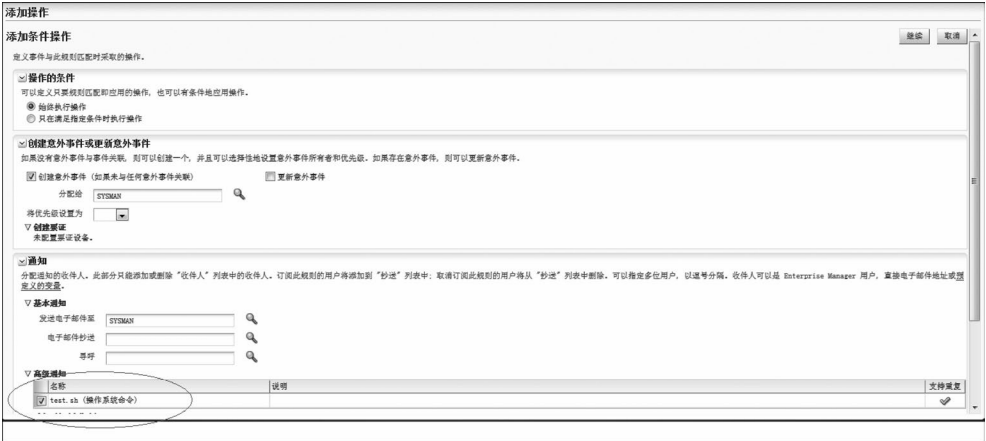 添加操作
添加条件操作
继续 取消
定义事件与此规则匹配时采取的操作。
操作的条件
可以定义只要规则匹配即应用的操作, 也可以有条件地应用操作。
始终执行操作
只在满足指定条件时执行操作
创建意外事件或更新意外事件
如果没有意外事件与事件关联, 则可以创建一个, 并且可以选择性地设置意外事件所有者和优先级。如果存在意外事件, 则可以更新意外事件。
创建意外事件 (如果未与任何意外事件关联) 更新意外事件
分配给 SYSMAN
将优先级设置为
创建票证
未配置票证设备。
通知
分配通知的收件人。此部分只能添加或删除 "收件人" 列表中的收件人。订阅此规则的用户将添加到 "抄送" 列表中; 取消订阅此规则的用户将从 "抄送" 列表中删除。可以指定多位用户, 以逗号分隔。收件人可以是 Enterprise Manager 用户, 直接电子邮件地址或预
定义的变量。
基本通知
发送电子邮件至 SYSMAN
电子邮件抄送
寻呼
高级通知
名称 说明 支持重复
test.sh (操作系统命令)